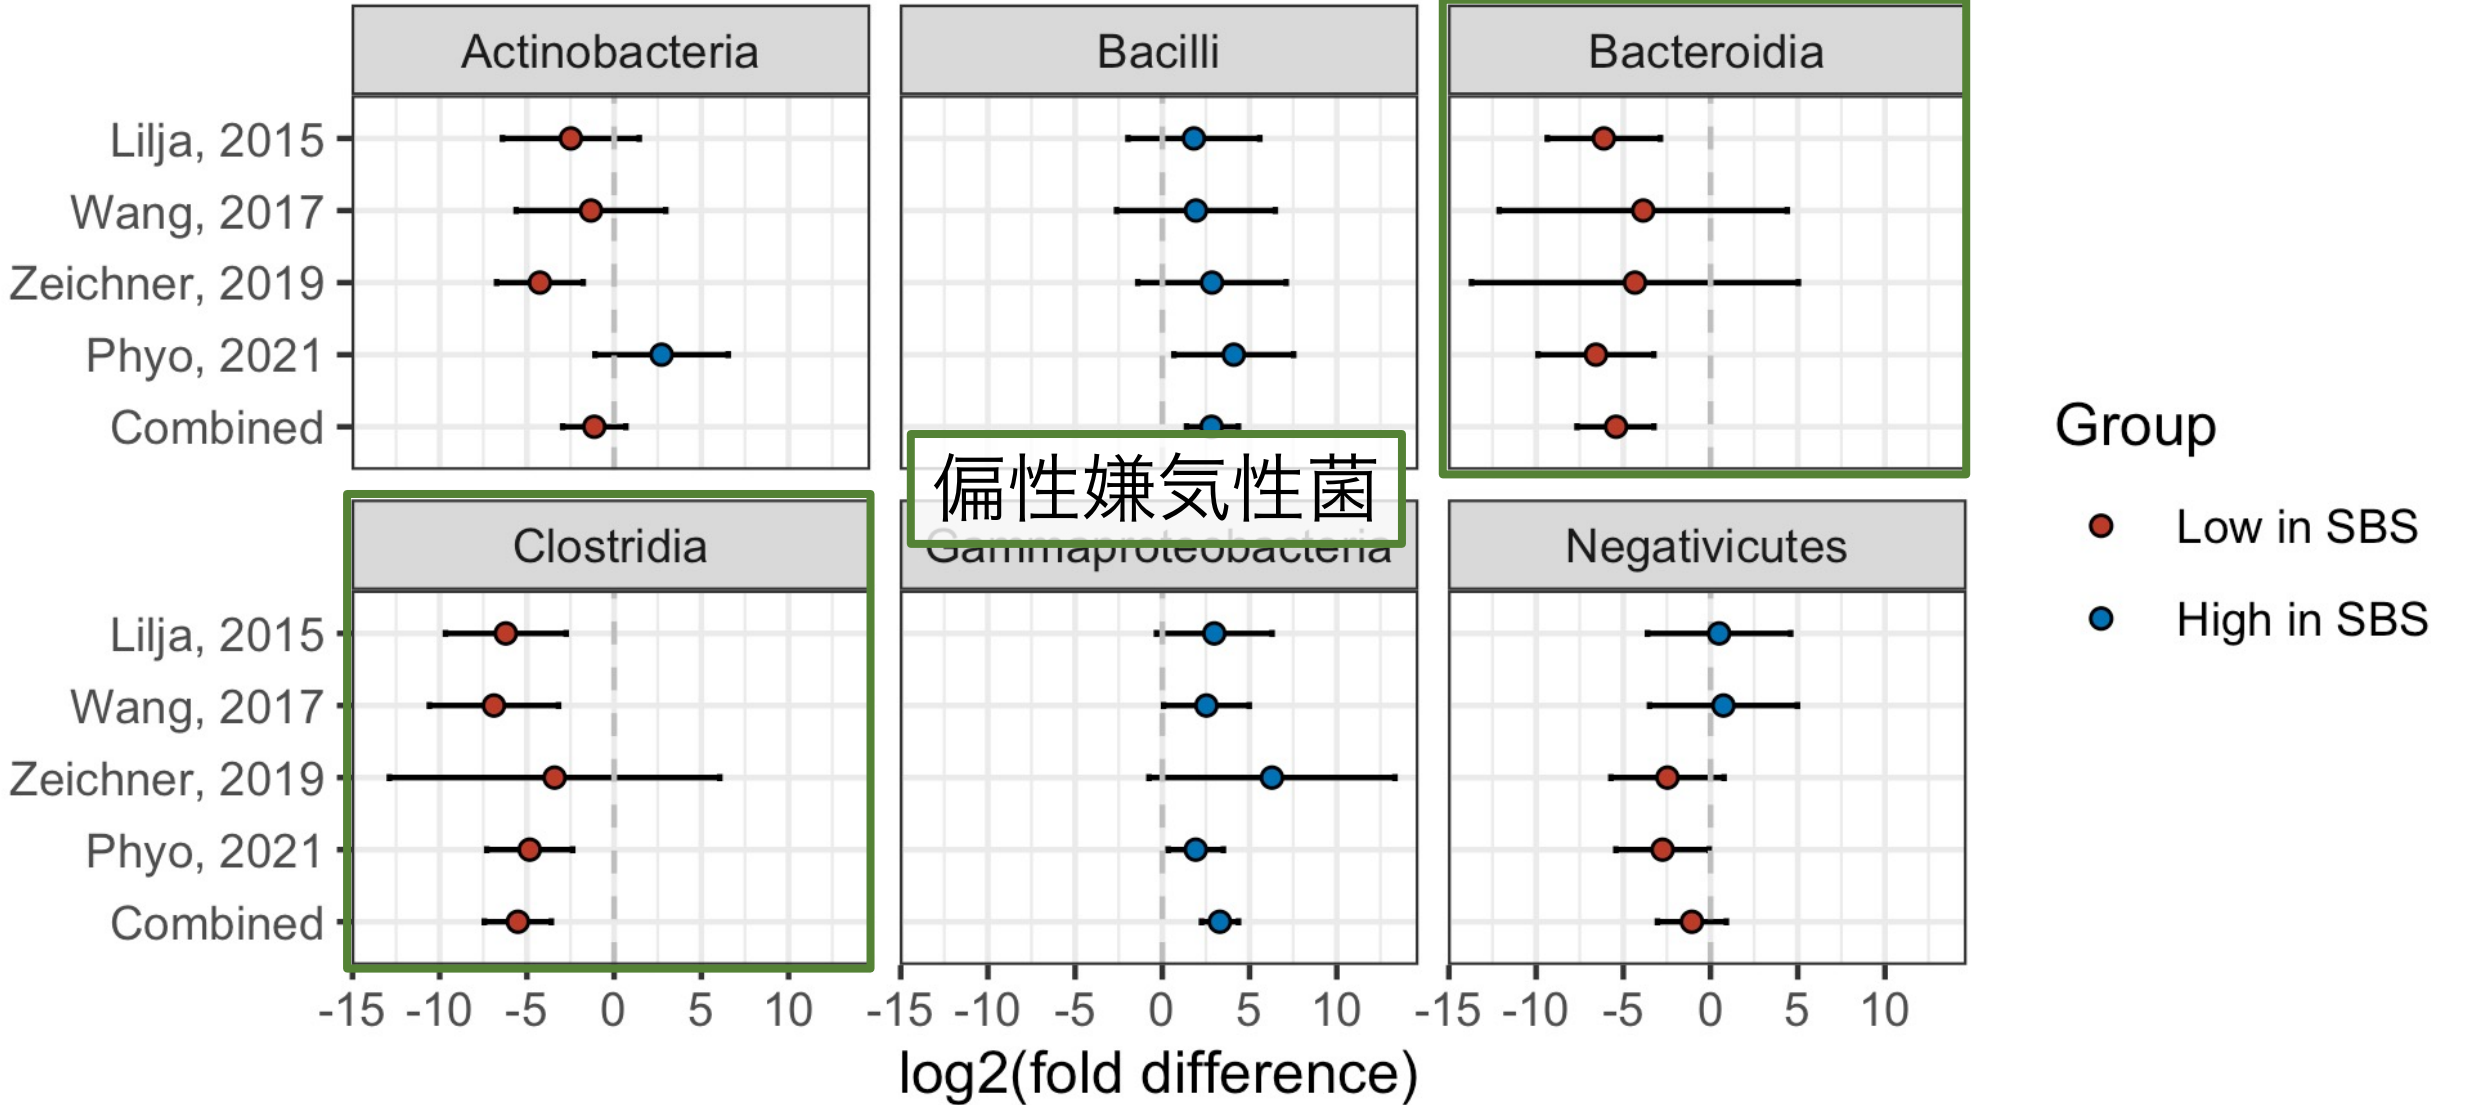 Actinobacteria
Bacilli
Bacteroidia
Lilja, 2015
Wang, 2017
Zeichner, 2019
Phyo, 2021
Combined
偏性嫌気性菌
Clostridia
Gammaproteobacteria
Negativicutes
Lilja, 2015
Wang, 2017
Zeichner, 2019
Phyo, 2021
Combined
-15 -10 -5 0 5 10
-15 -10 -5 0 5 10
-15 -10 -5 0 5 10
log2(fold difference)
Group
Low in SBS
High in SBS